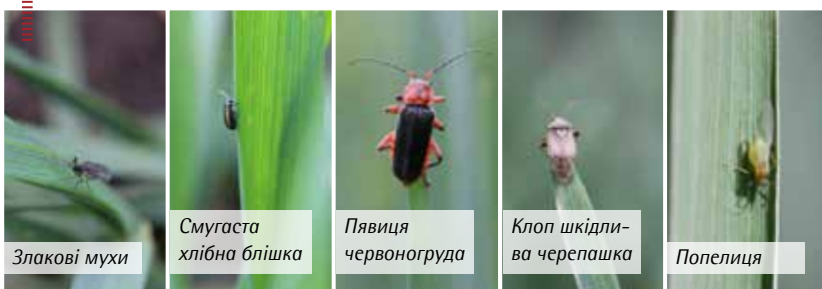 Злакові мухи
Смугаста
хлібна блішка
Пявиця
червоногруда
Клоп шкідли-
ва черепашка
Попелиця